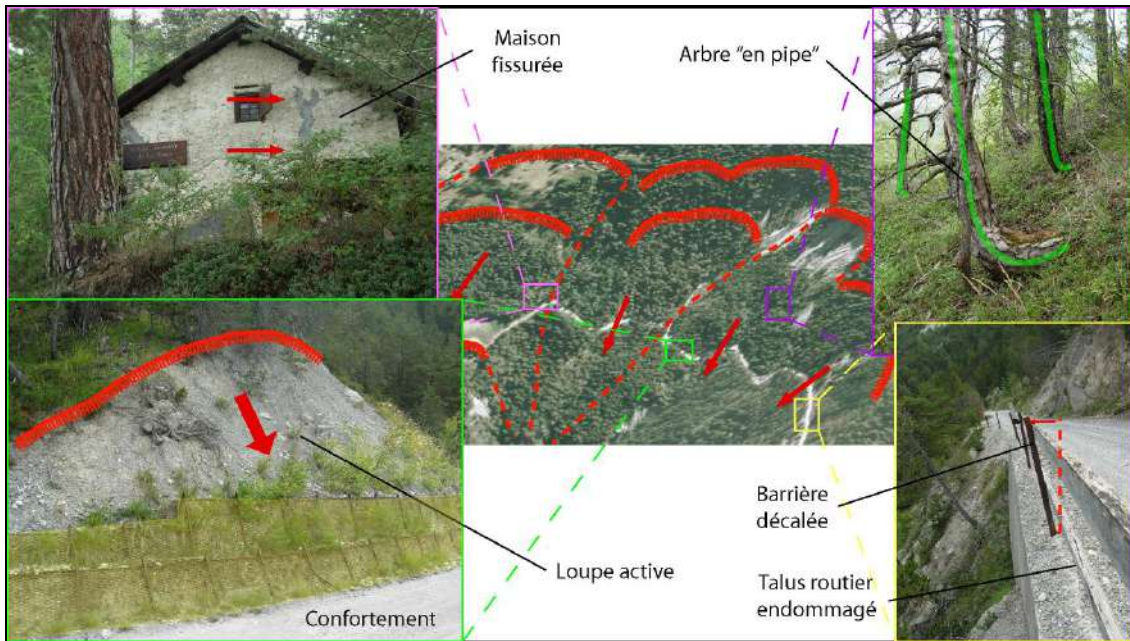 Maison
fissurée
Arbre "en pipe"
Barrière
décalée
Loupe active
Talus routier
endommagé
Confortement